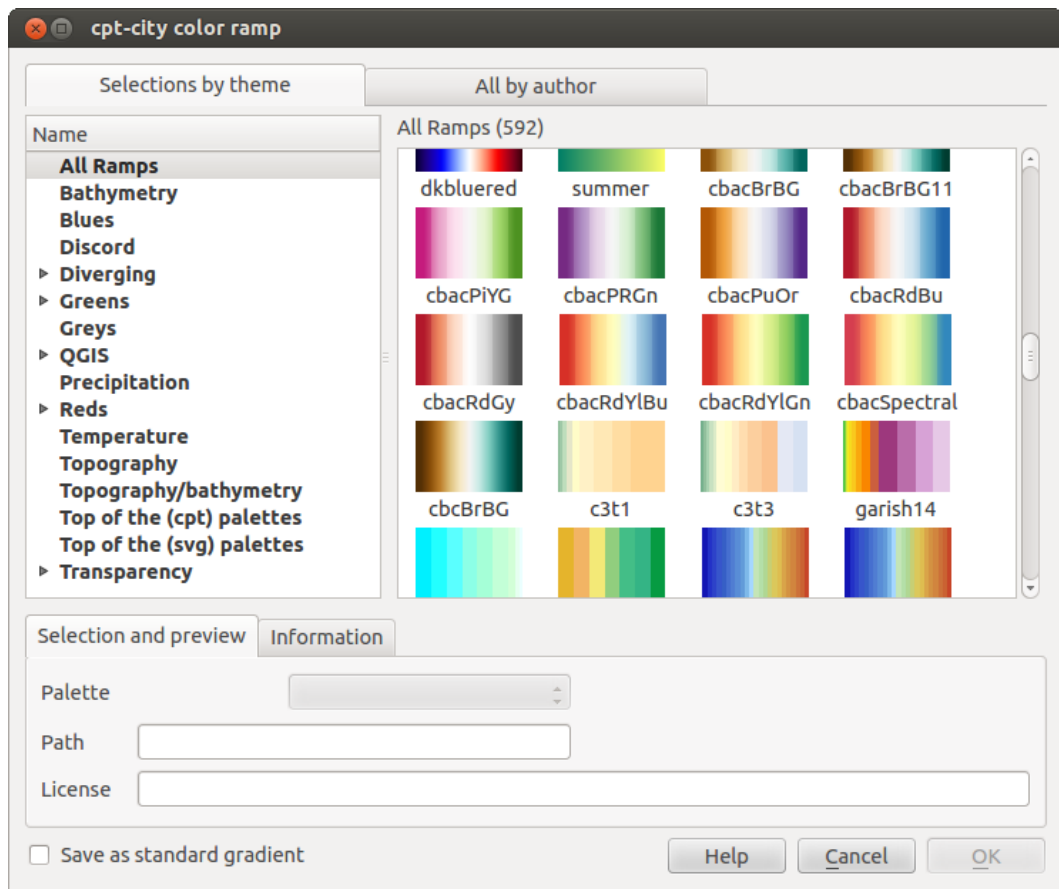 cpt-city color ramp
Selections by theme
All by author
Name
All Ramps
Bathymetry
Blues
Discord
Diverging
Greens
Greys
QGIS
Precipitation
Reds
Temperature
Topography
Topography/bathymetry
Top of the (cpt) palettes
Top of the (svg) palettes
Transparency
All Ramps (592)
dkbluered summer cbacBrBG cbacBrBG11
cbacPiYG cbacPRGn cbacPuOr cbacRdBu
cbacRdGy cbacRdYlBu cbacRdYlGn cbacSpectral
cbcBrBG c3t1 c3t3 garish14
Selection and preview
Information
Palette
Path
License
Save as standard gradient
Help Cancel OK